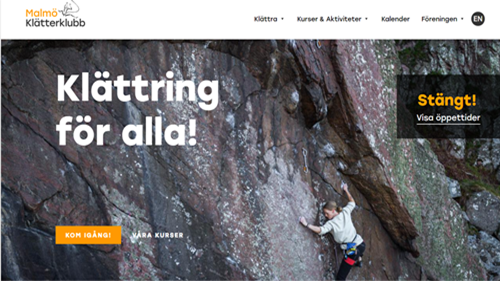 Malmö
Klätterklubb
Klättra
Kurser & Aktiviteter
Kalender
Föreningen
EN
Klättring
för alla!
Stängt!
Visa öppettider
KOM IGÅNG!
VÅRA KURSER